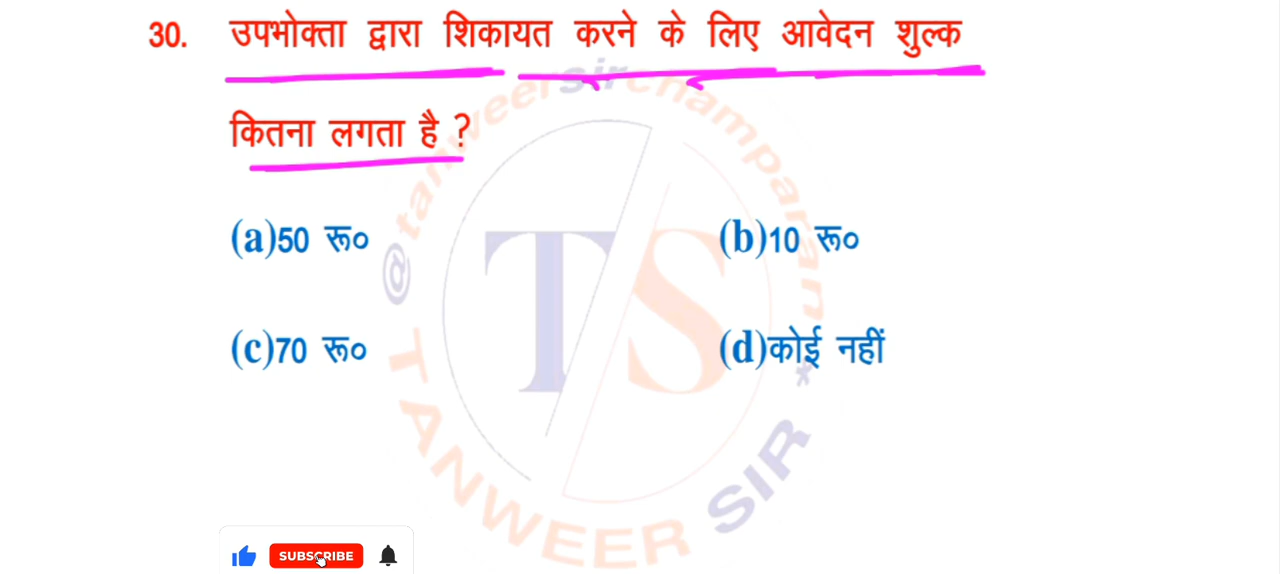 30. उपभोक्ता द्वारा शिकायत करने के लिए आवेदन शुल्क
कितना लगता है ?
(a)50 रू० (b)10 रू०
(c)70 रू० (d)कोई नहीं
@tanweersirchamparan
TS
* TANWEER SIR *
SUBSCRIBE